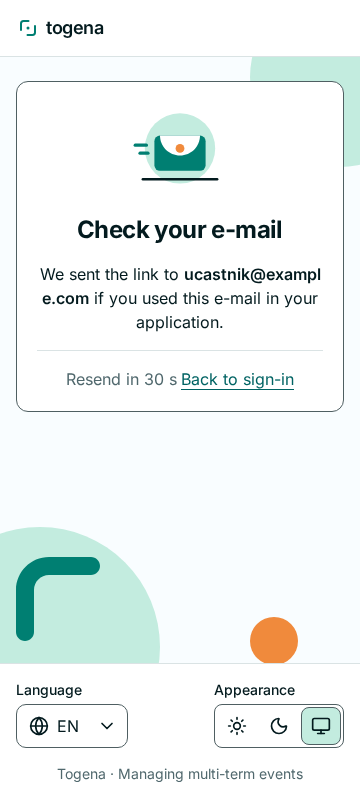 togena
Check your e-mail
We sent the link to ucastnik@exampl
e.com if you used this e-mail in your
application.
Resend in 30 s Back to sign-in
Language
Appearance
EN
Togena · Managing multi-term events